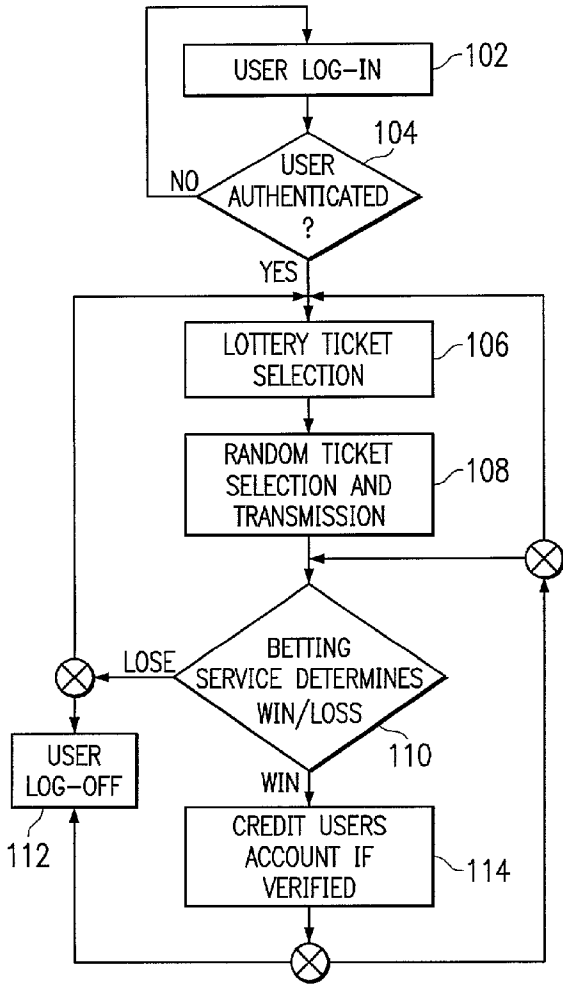 USER LOG-IN
102
104
USER
AUTHENTICATED
?
NO
YES
LOTTERY TICKET
SELECTION
106
RANDOM TICKET
SELECTION AND
TRANSMISSION
108
BETTING
SERVICE DETERMINES
WIN/LOSS
LOSE
110
WIN
USER
LOG-OFF
112
CREDIT USERS
ACCOUNT IF
VERIFIED
114